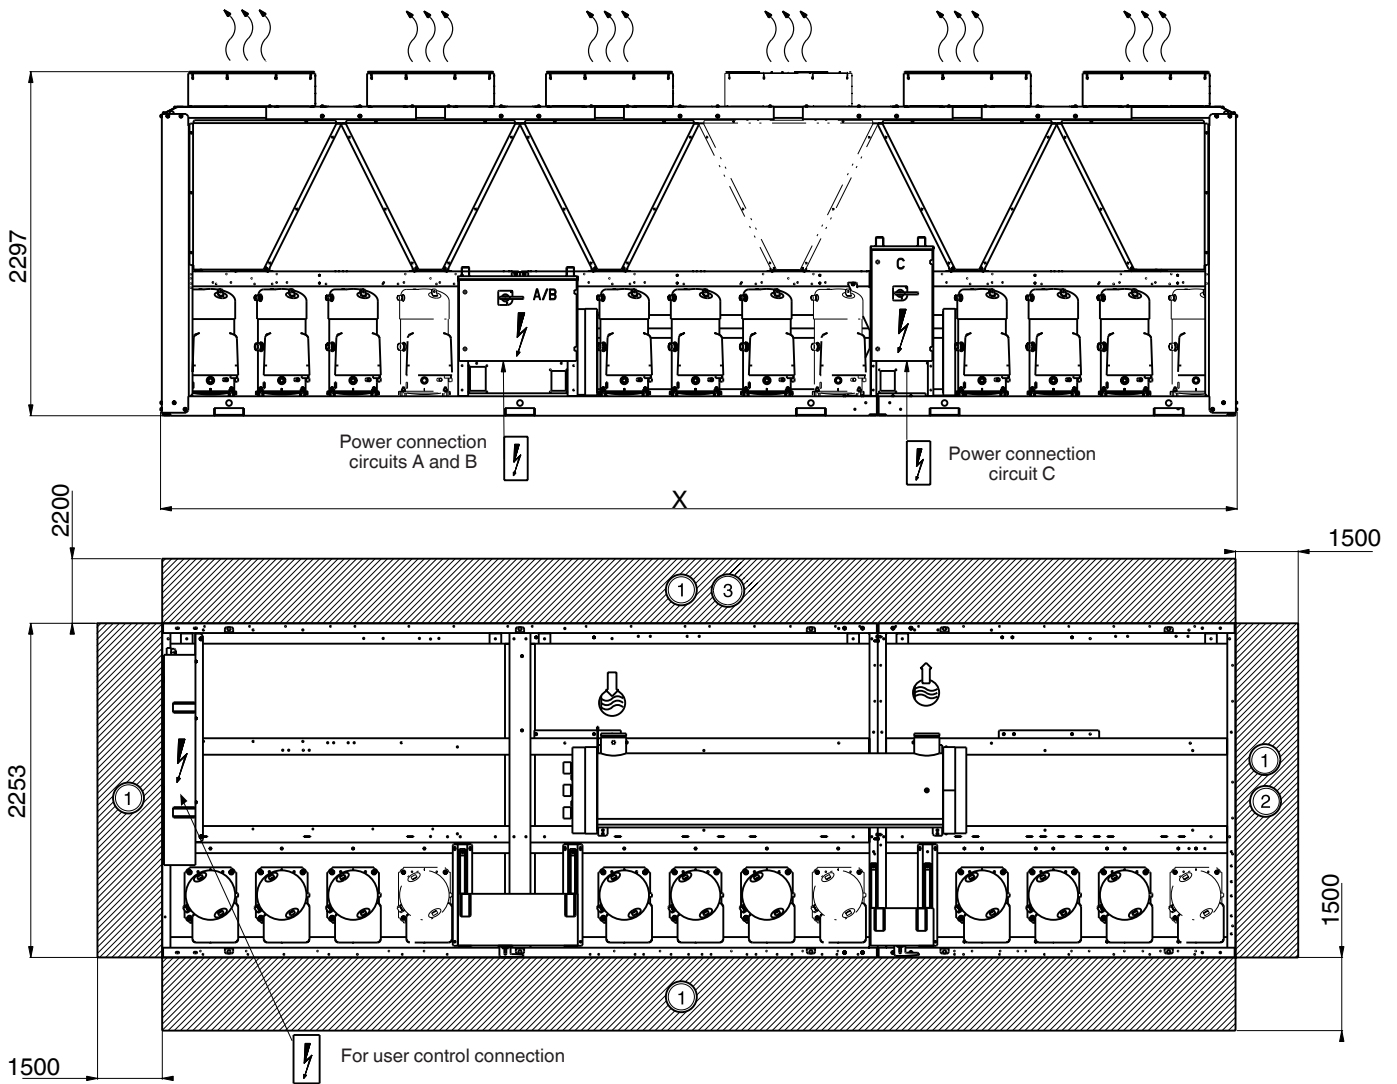 2297
A/B
C
Power connection
circuits A and B
Power connection
circuit C
X
2200
1500
1
3
2253
1
1
2
1500
1
For user control connection
1500